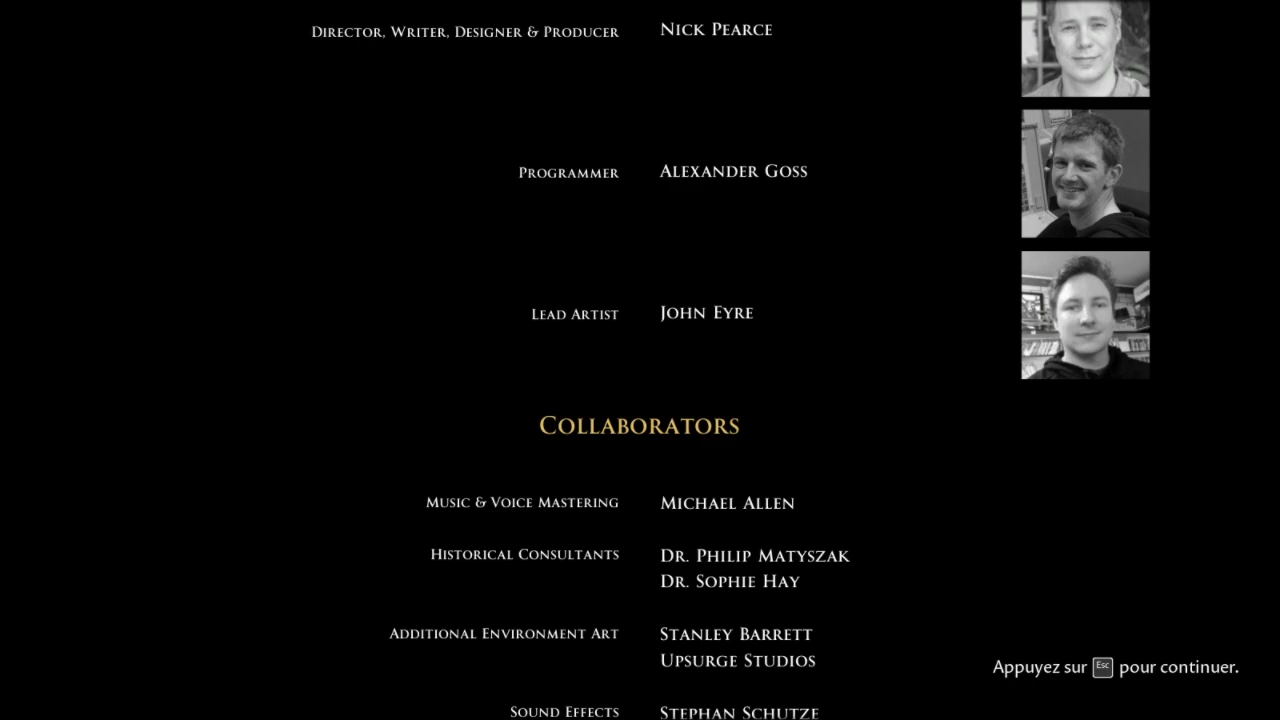 Director, Writer, Designer & Producer Nick Pearce
Programmer Alexander Goss
Lead Artist John Eyre
Collaborators
Music & Voice Mastering Michael Allen
Historical Consultants Dr. Philip Matyszak
Dr. Sophie Hay
Additional Environment Art Stanley Barrett
Upsurge Studios
Appuyez sur Esc pour continuer.
Sound Effects Stephan Schutze